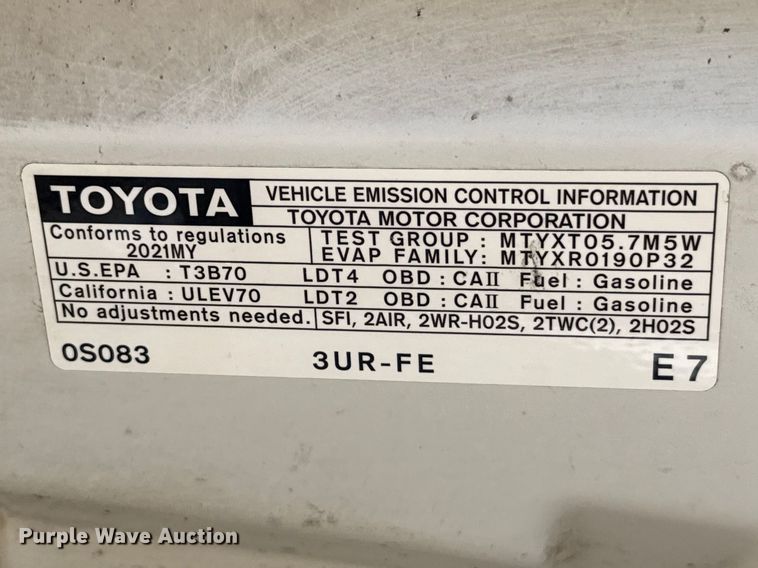 TOYOTA VEHICLE EMISSION CONTROL INFORMATION
TOYOTA MOTOR CORPORATION
Conforms to regulations
2021MY
TEST GROUP : MTYXT05.7M5W
EVAP FAMILY: MTYXR0190P32
U.S.EPA : T3B70 LDT4 OBD : CAII Fuel : Gasoline
California : ULEV70 LDT2 OBD : CAII Fuel : Gasoline
No adjustments needed. SFI, 2AIR, 2WR-HO2S, 2TWC(2), 2HO2S
0S083 3UR-FE E 7
Purple Wave Auction